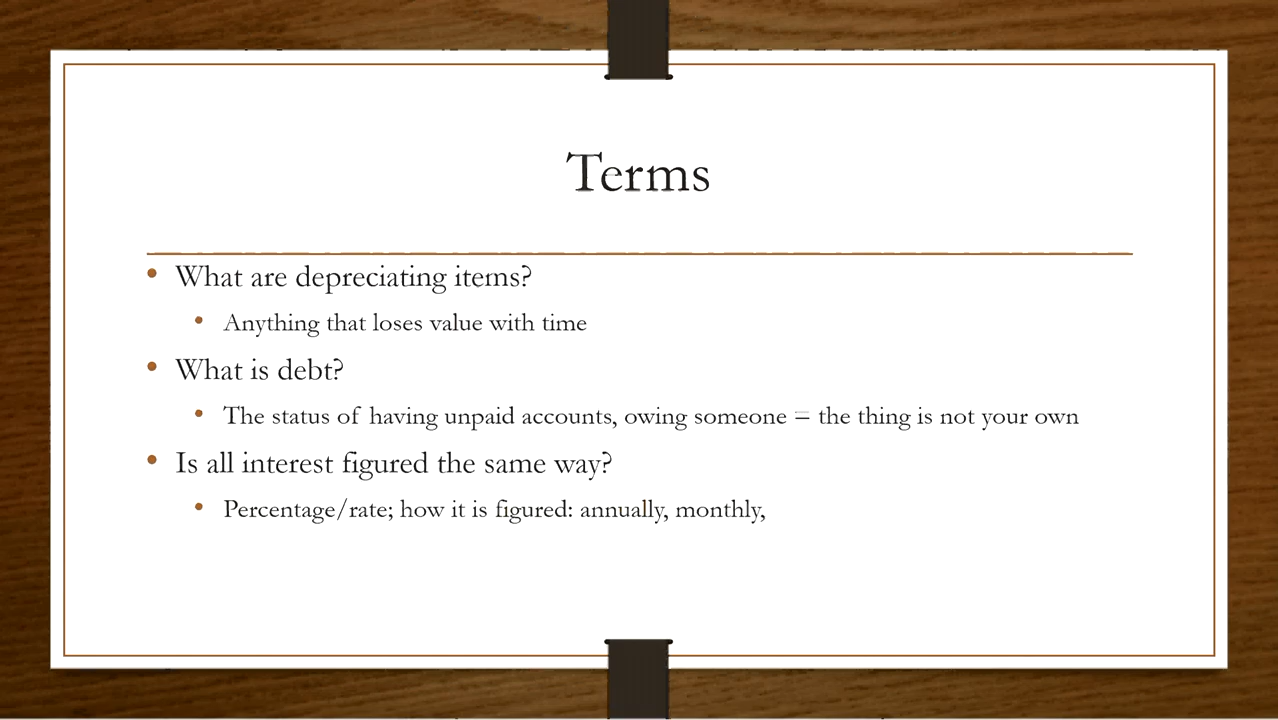 Terms
• What are depreciating items?
• Anything that loses value with time
• What is debt?
• The status of having unpaid accounts, owing someone = the thing is not your own
• Is all interest figured the same way?
• Percentage/rate; how it is figured: annually, monthly,